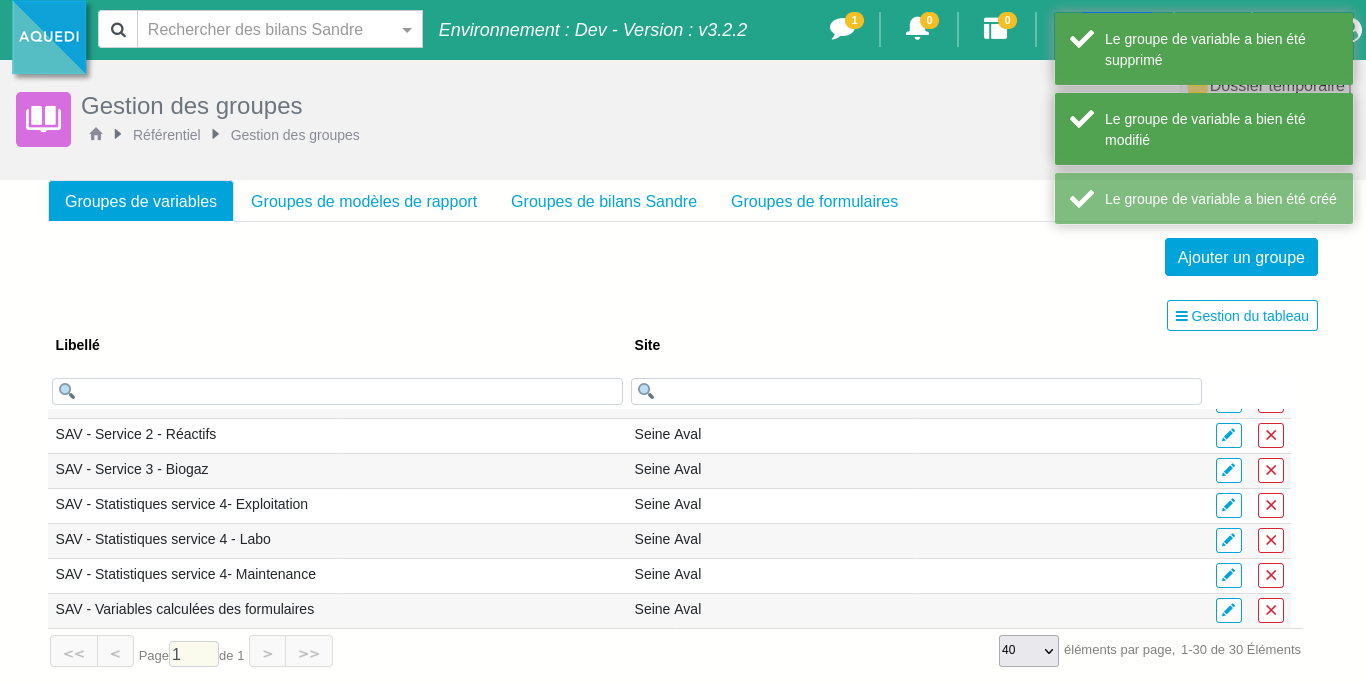 AQUEDI
Rechercher des bilans Sandre
Environnement : Dev - Version : v3.2.2
1
0
0
Le groupe de variable a bien été
supprimé
Dossier temporaire
Le groupe de variable a bien été
modifié
Le groupe de variable a bien été créé
Gestion des groupes
Référentiel
Gestion des groupes
Groupes de variables
Groupes de modèles de rapport
Groupes de bilans Sandre
Groupes de formulaires
Ajouter un groupe
Gestion du tableau
Libellé
Site
SAV - Service 2 - Réactifs
Seine Aval
SAV - Service 3 - Biogaz
Seine Aval
SAV - Statistiques service 4- Exploitation
Seine Aval
SAV - Statistiques service 4 - Labo
Seine Aval
SAV - Statistiques service 4- Maintenance
Seine Aval
SAV - Variables calculées des formulaires
Seine Aval
<< < Page 1 de 1 > >>
40 éléments par page, 1-30 de 30 Éléments